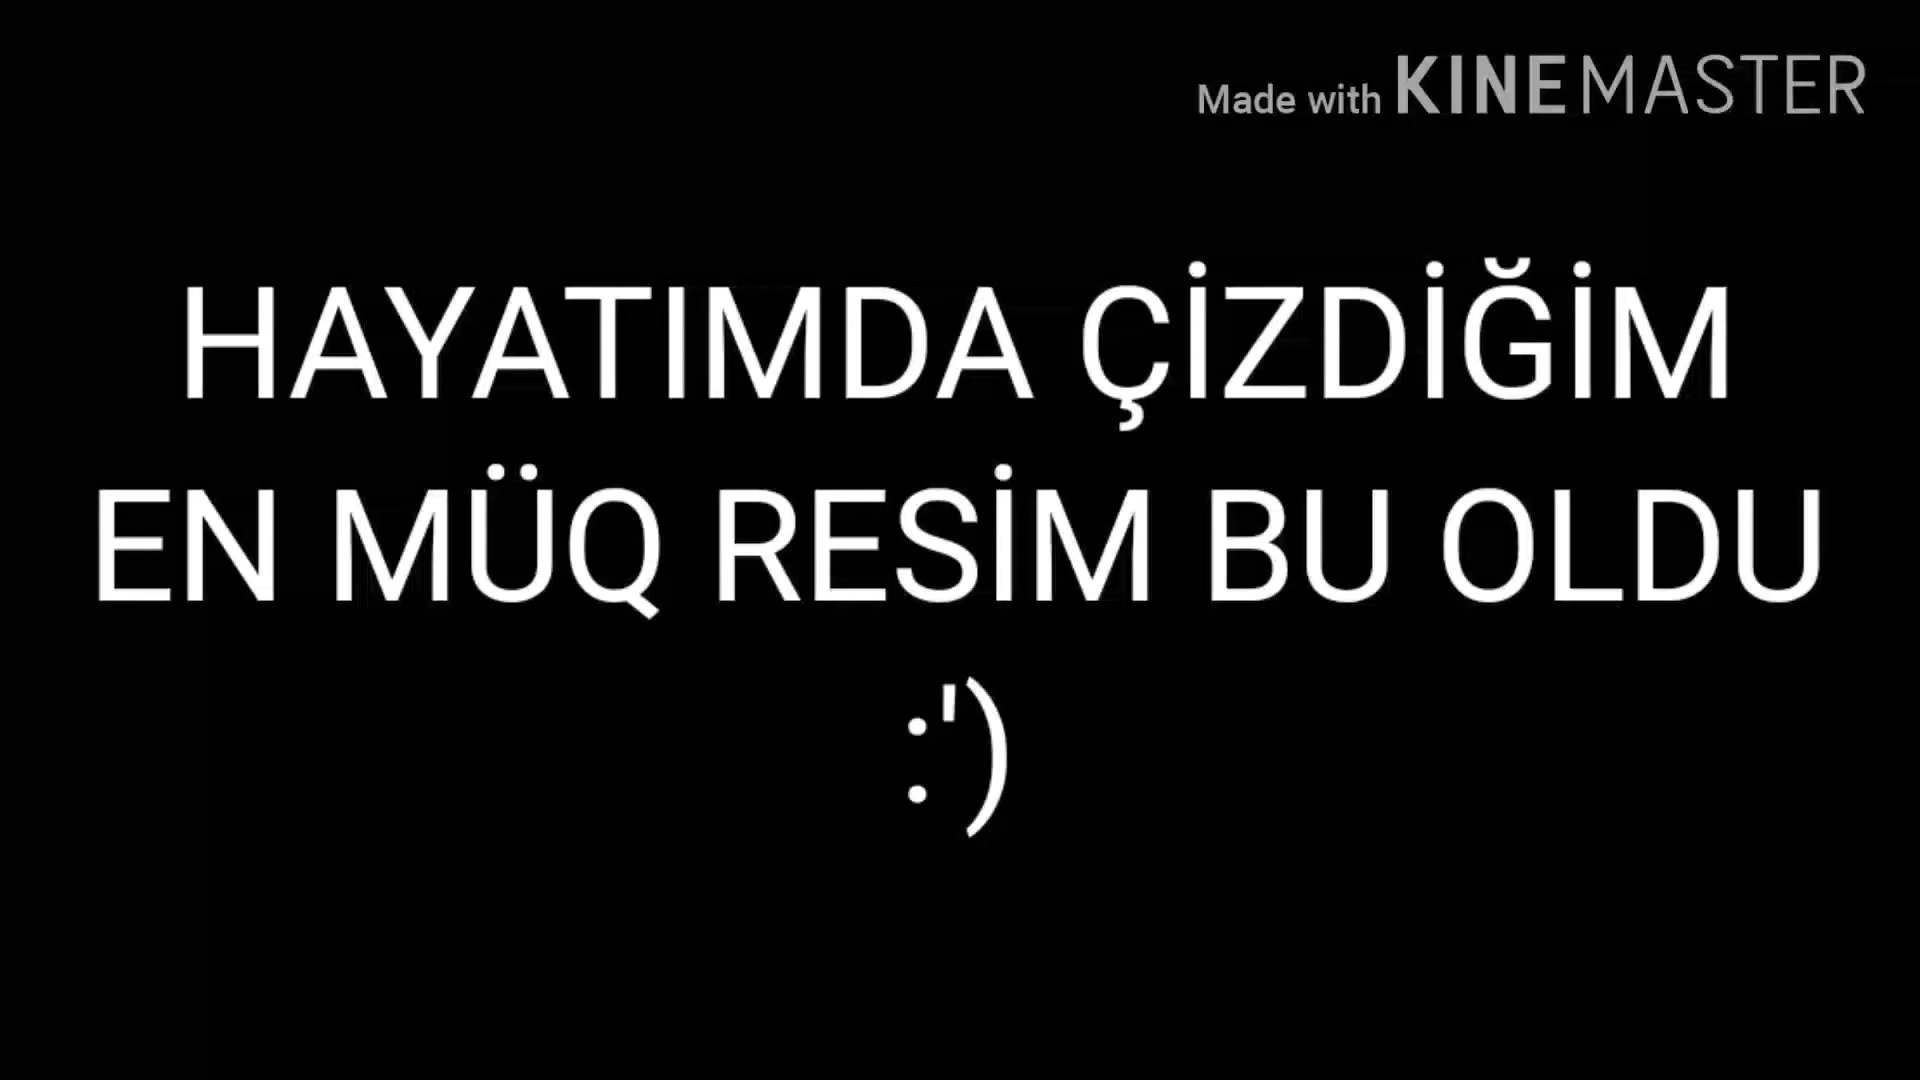 Made with KINEMASTER
HAYATIMDA ÇİZDİĞİM
EN MÜQ RESİM BU OLDU
:')